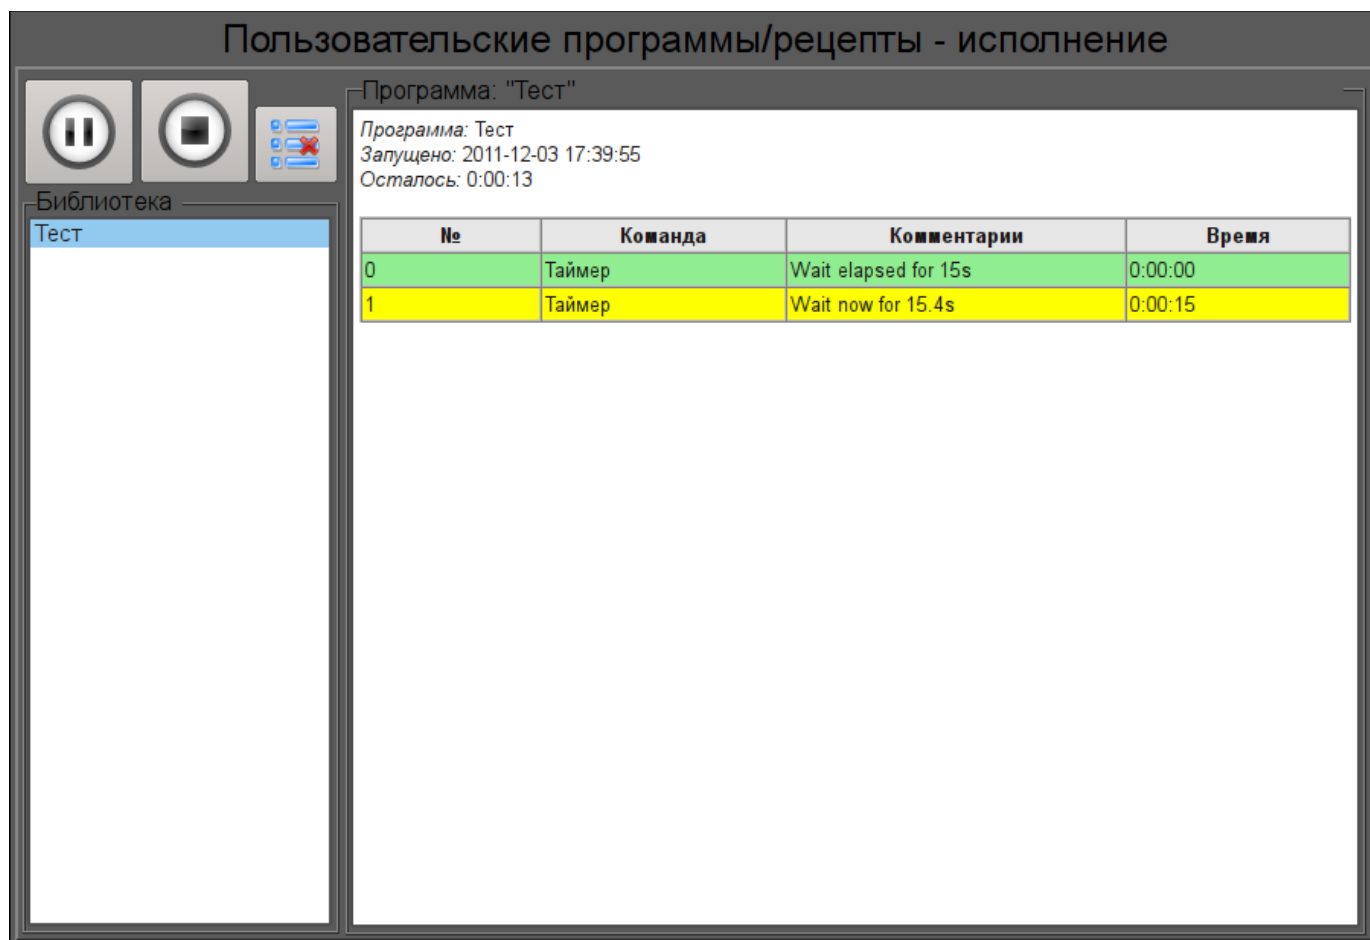 Пользовательские программы/рецепты - исполнение
Библиотека
Тест
Программа: "Тест"
Программа: Тест
Запущено: 2011-12-03 17:39:55
Осталось: 0:00:13
№ Команда Комментарии Время
0 Таймер Wait elapsed for 15s 0:00:00
1 Таймер Wait now for 15.4s 0:00:15